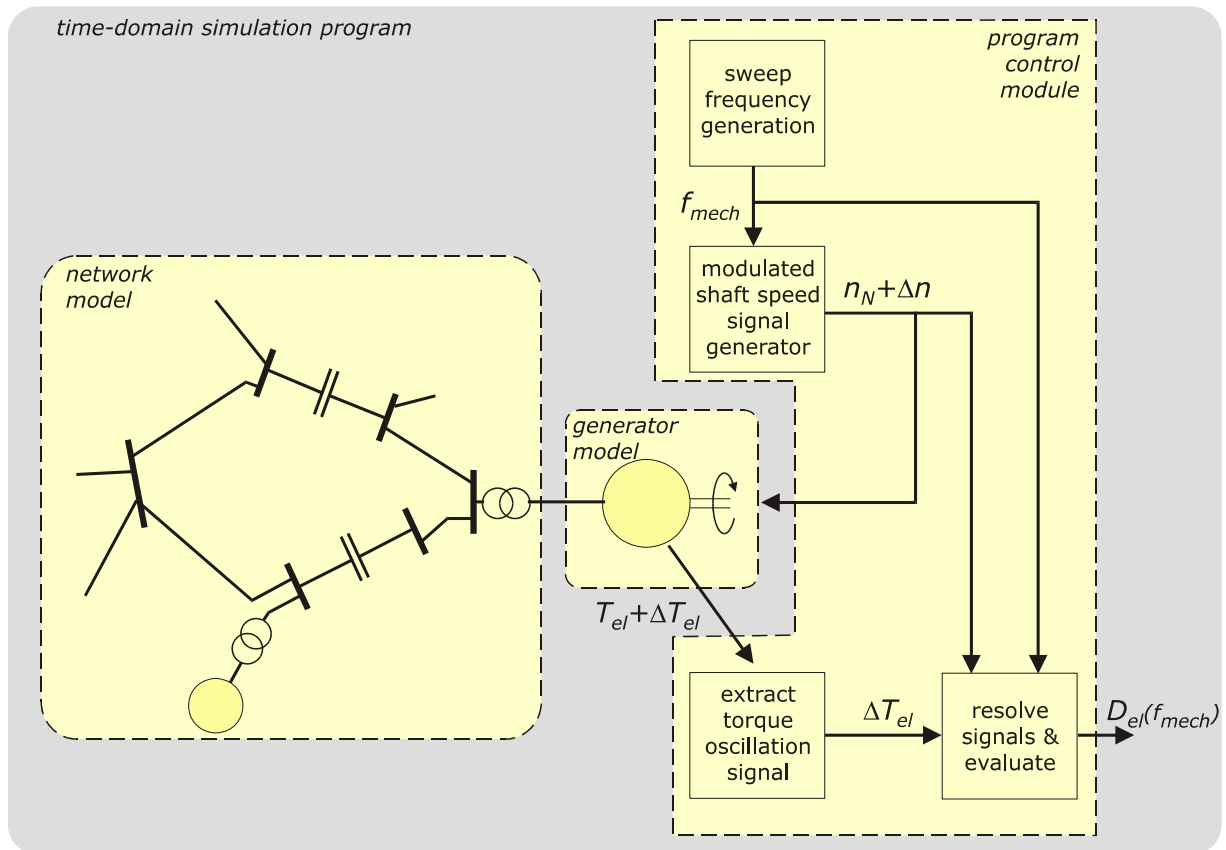 time-domain simulation program
program
control
module
sweep
frequency
generation
f_mech
modulated
shaft speed
signal
generator
n_N+Δn
network
model
generator
model
T_el+ΔT_el
extract
torque
oscillation
signal
ΔT_el
resolve
signals &
evaluate
D_el(f_mech)